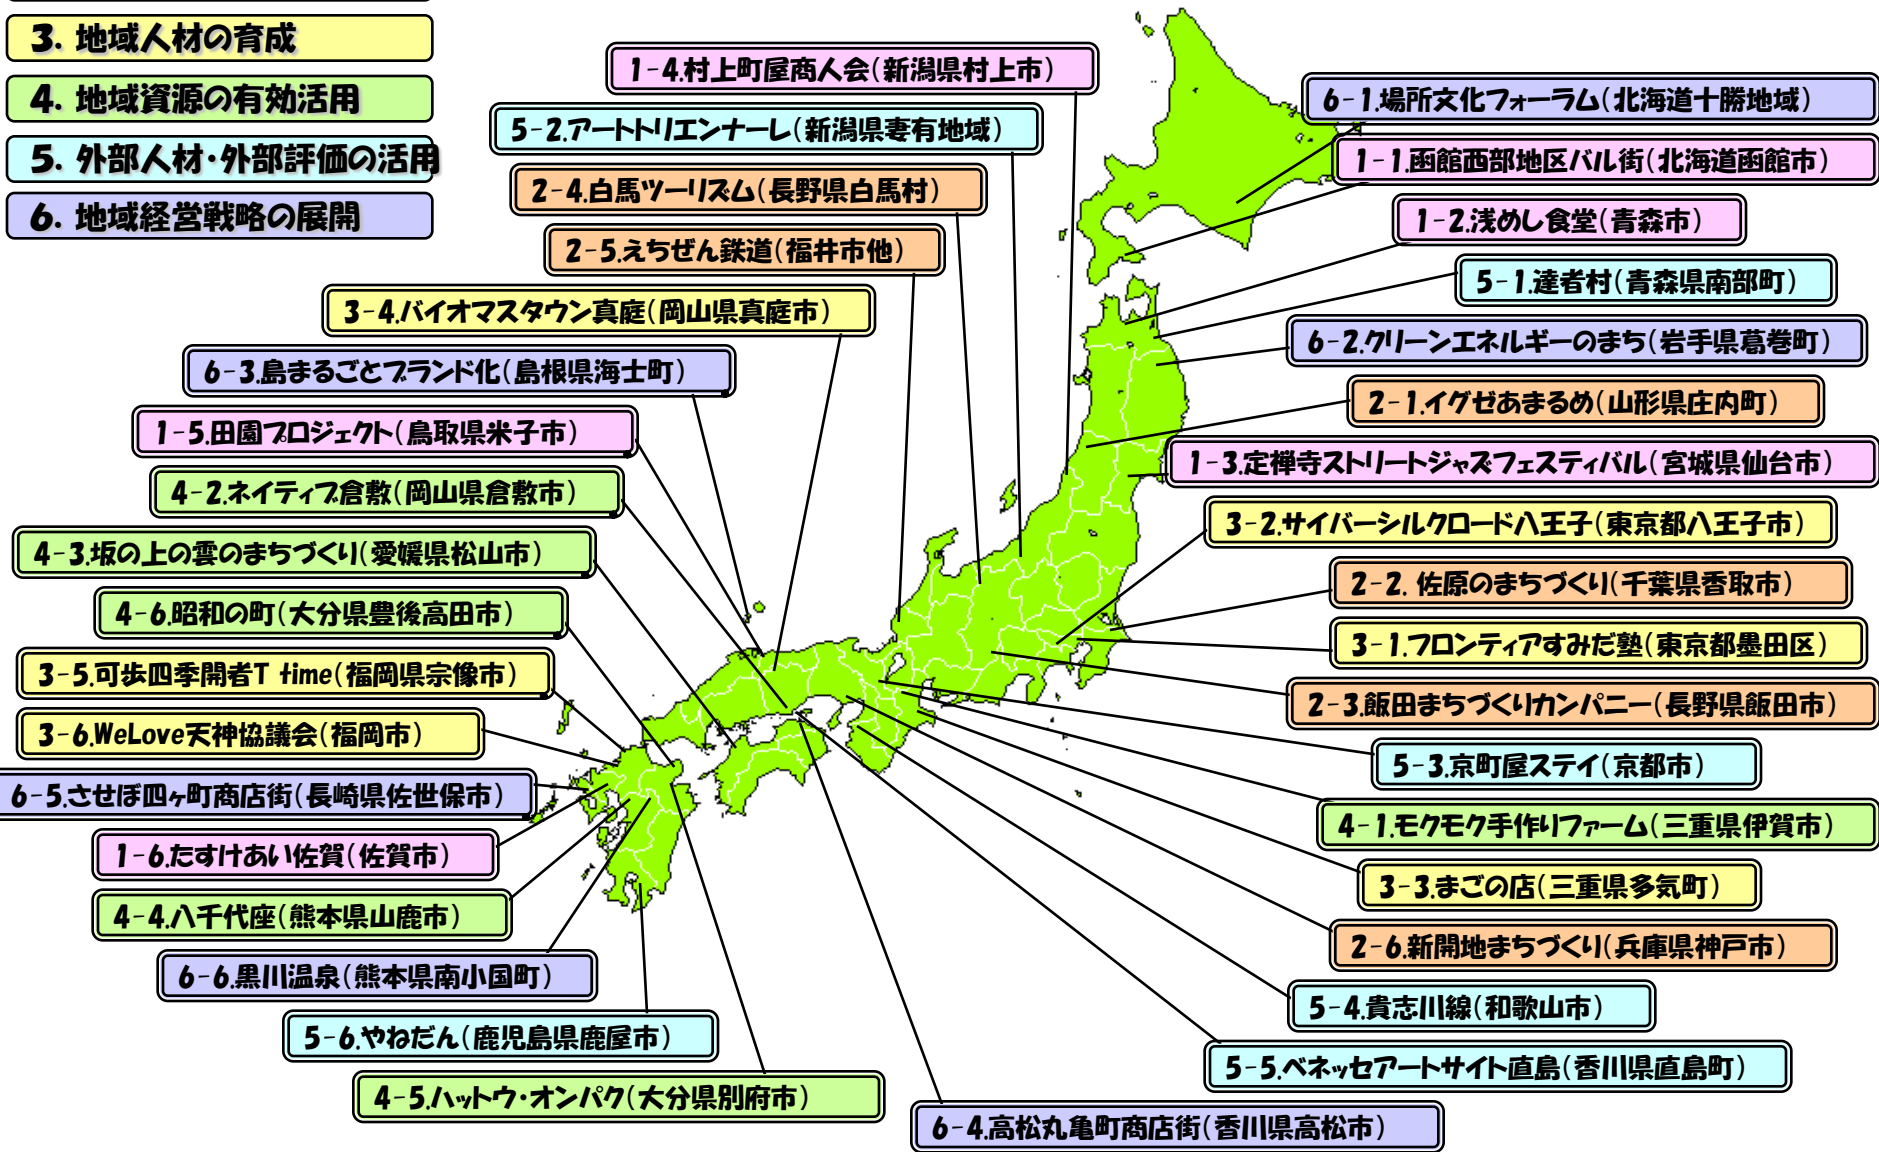 3. 地域人材の育成
4. 地域資源の有効活用
5. 外部人材・外部評価の活用
6. 地域経営戦略の展開
1-4.村上町屋商人会(新潟県村上市)
5-2.アートトリエンナーレ(新潟県妻有地域)
2-4.白馬ツーリズム(長野県白馬村)
2-5.えちぜん鉄道(福井市他)
3-4.バイオマスタウン真庭(岡山県真庭市)
6-3.島まるごとブランド化(島根県海士町)
1-5.田園プロジェクト(鳥取県米子市)
4-2.ネイティブ倉敷(岡山県倉敷市)
4-3.坂の上の雲のまちづくり(愛媛県松山市)
4-6.昭和の町(大分県豊後高田市)
3-5.可歩四季開者T time(福岡県宗像市)
3-6.WeLove天神協議会(福岡市)
6-5.させぼ四ヶ町商店街(長崎県佐世保市)
1-6.たすけあい佐賀(佐賀市)
4-4.八千代座(熊本県山鹿市)
6-6.黒川温泉(熊本県南小国町)
5-6.やねだん(鹿児島県鹿屋市)
4-5.ハットウ・オンパク(大分県別府市)
6-1.場所文化フォーラム(北海道十勝地域)
1-1.函館西部地区バル街(北海道函館市)
1-2.浅めし食堂(青森市)
5-1.達者村(青森県南部町)
6-2.クリーンエネルギーのまち(岩手県葛巻町)
2-1.イグゼあまるめ(山形県庄内町)
1-3.定禅寺ストリートジャズフェスティバル(宮城県仙台市)
3-2.サイバーシルクロード八王子(東京都八王子市)
2-2. 佐原のまちづくり(千葉県香取市)
3-1.フロンティアすみだ塾(東京都墨田区)
2-3.飯田まちづくりカンパニー(長野県飯田市)
5-3.京町屋ステイ(京都市)
4-1.モクモク手作りファーム(三重県伊賀市)
3-3.まごの店(三重県多気町)
2-6.新開地まちづくり(兵庫県神戸市)
5-4.貴志川線(和歌山市)
5-5.ベネッセアートサイト直島(香川県直島町)
6-4.高松丸亀町商店街(香川県高松市)